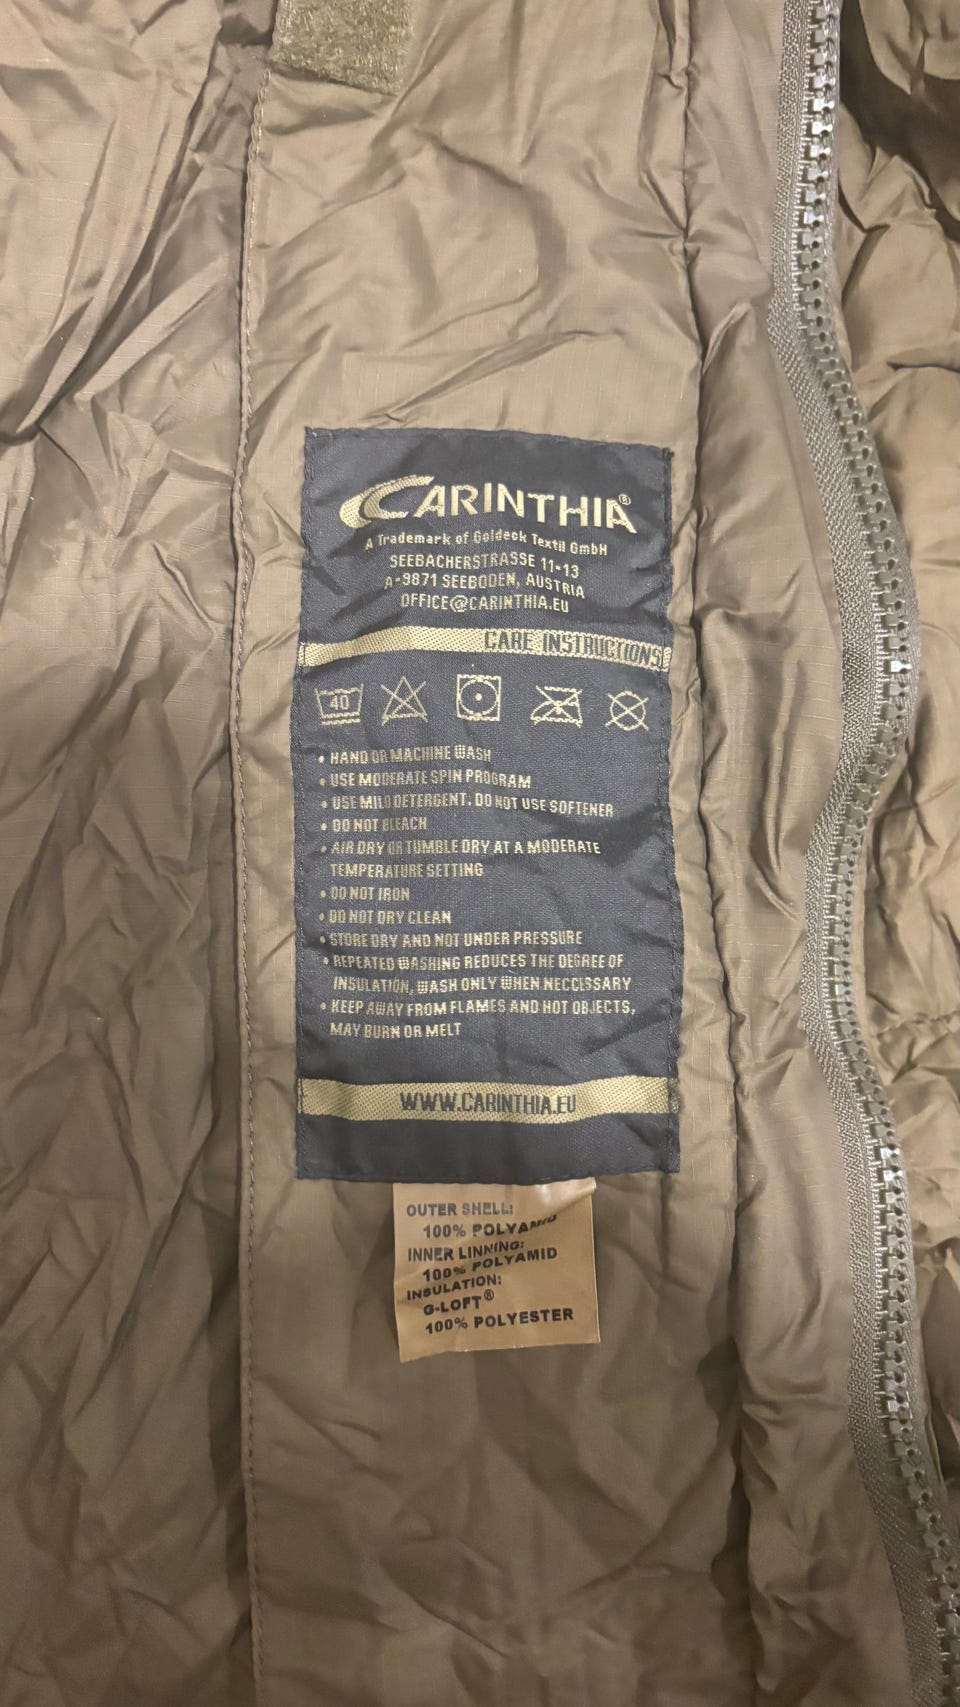 CARINTHIA®
A Trademark of Goldeck Textil GmbH
SEEBACHERSTRASSE 11-13
A-9871 SEEBODEN, AUSTRIA
OFFICE@CARINTHIA.EU
CARE INSTRUCTIONS
40
• HAND OR MACHINE WASH
• USE MODERATE SPIN PROGRAM
• USE MILD DETERGENT. DO NOT USE SOFTENER
• DO NOT BLEACH
• AIR DRY OR TUMBLE DRY AT A MODERATE
TEMPERATURE SETTING
• DO NOT IRON
• DO NOT DRY CLEAN
• STORE DRY AND NOT UNDER PRESSURE
• REPEATED WASHING REDUCES THE DEGREE OF
INSULATION, WASH ONLY WHEN NECCESSARY
• KEEP AWAY FROM FLAMES AND HOT OBJECTS,
MAY BURN OR MELT
WWW.CARINTHIA.EU
OUTER SHELL:
100% POLYAMID
INNER LINNING:
100% POLYAMID
INSULATION:
G-LOFT®
100% POLYESTER